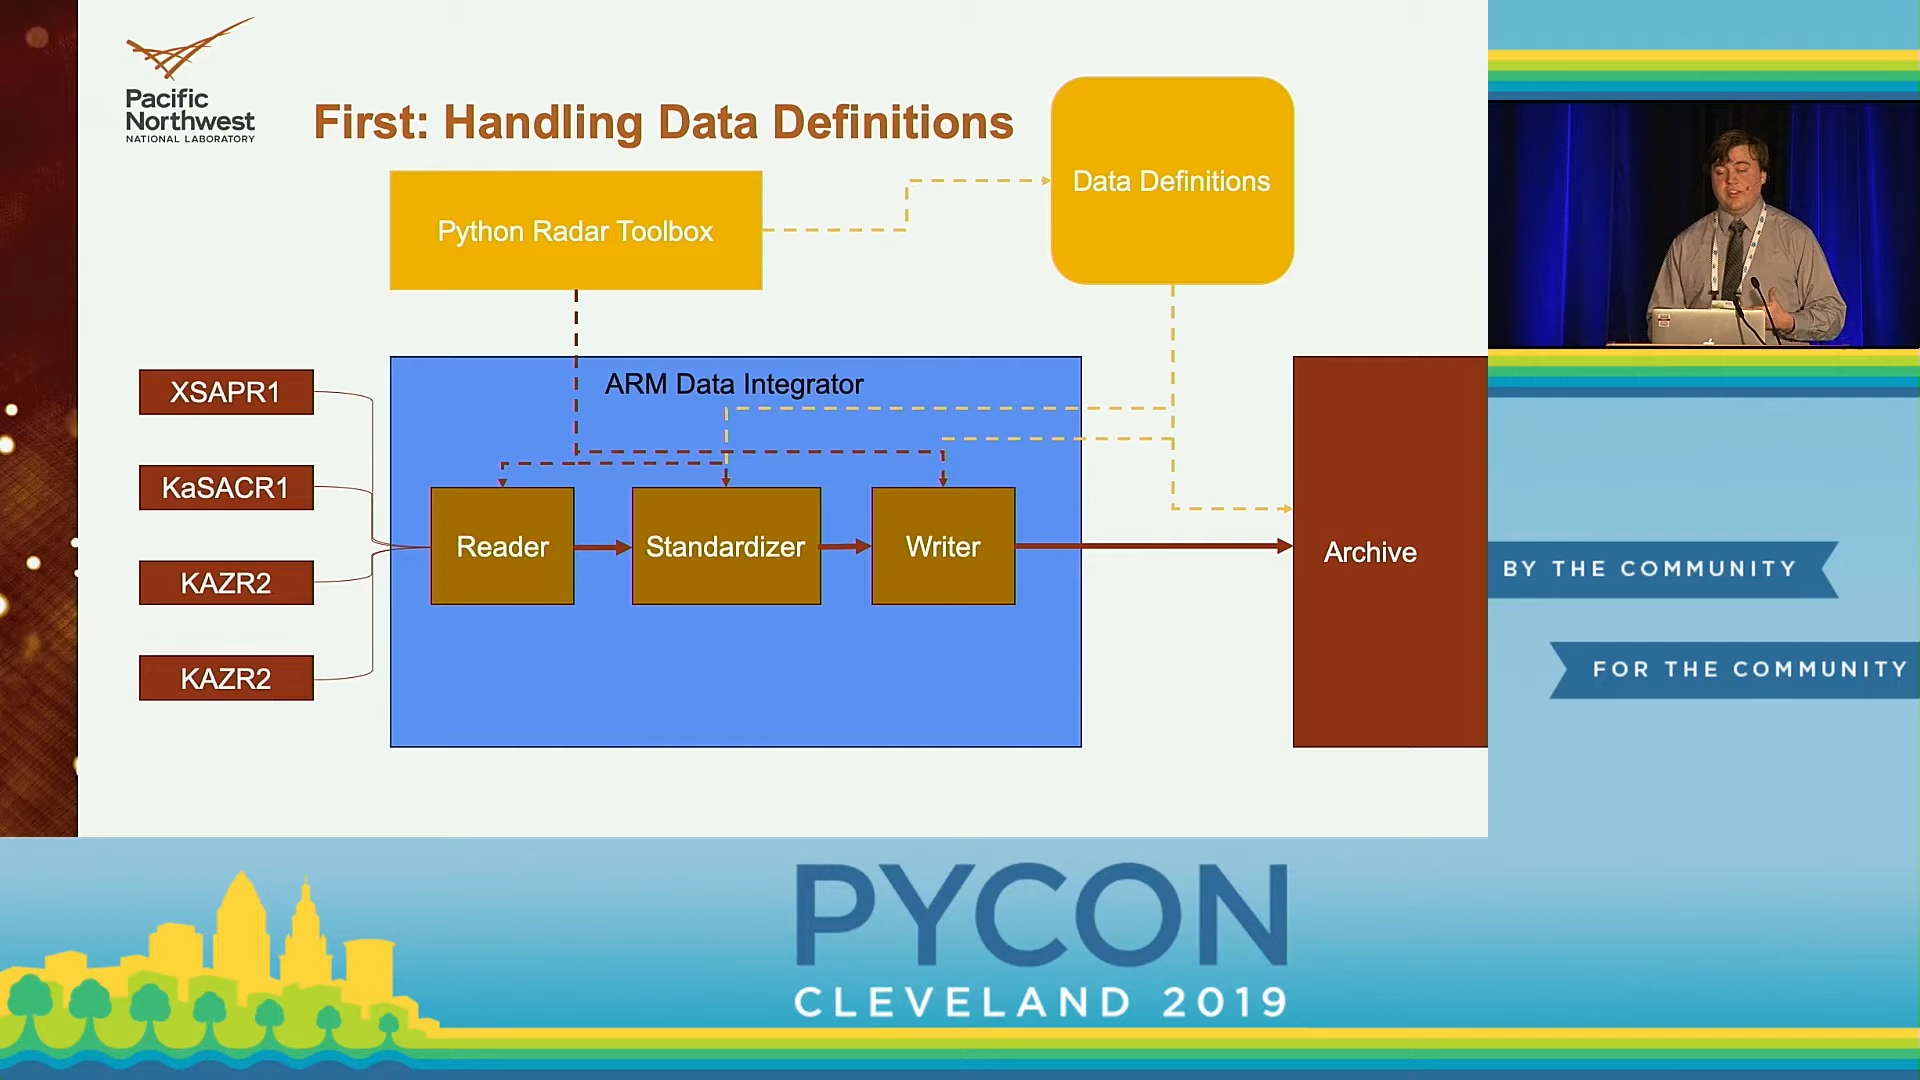 Pacific
Northwest
NATIONAL LABORATORY
First: Handling Data Definitions
Python Radar Toolbox
Data Definitions
ARM Data Integrator
XSAPR1
KaSACR1
KAZR2
KAZR2
Reader
Standardizer
Writer
Archive
BY THE COMMUNITY
FOR THE COMMUNITY
PYCON
CLEVELAND 2019